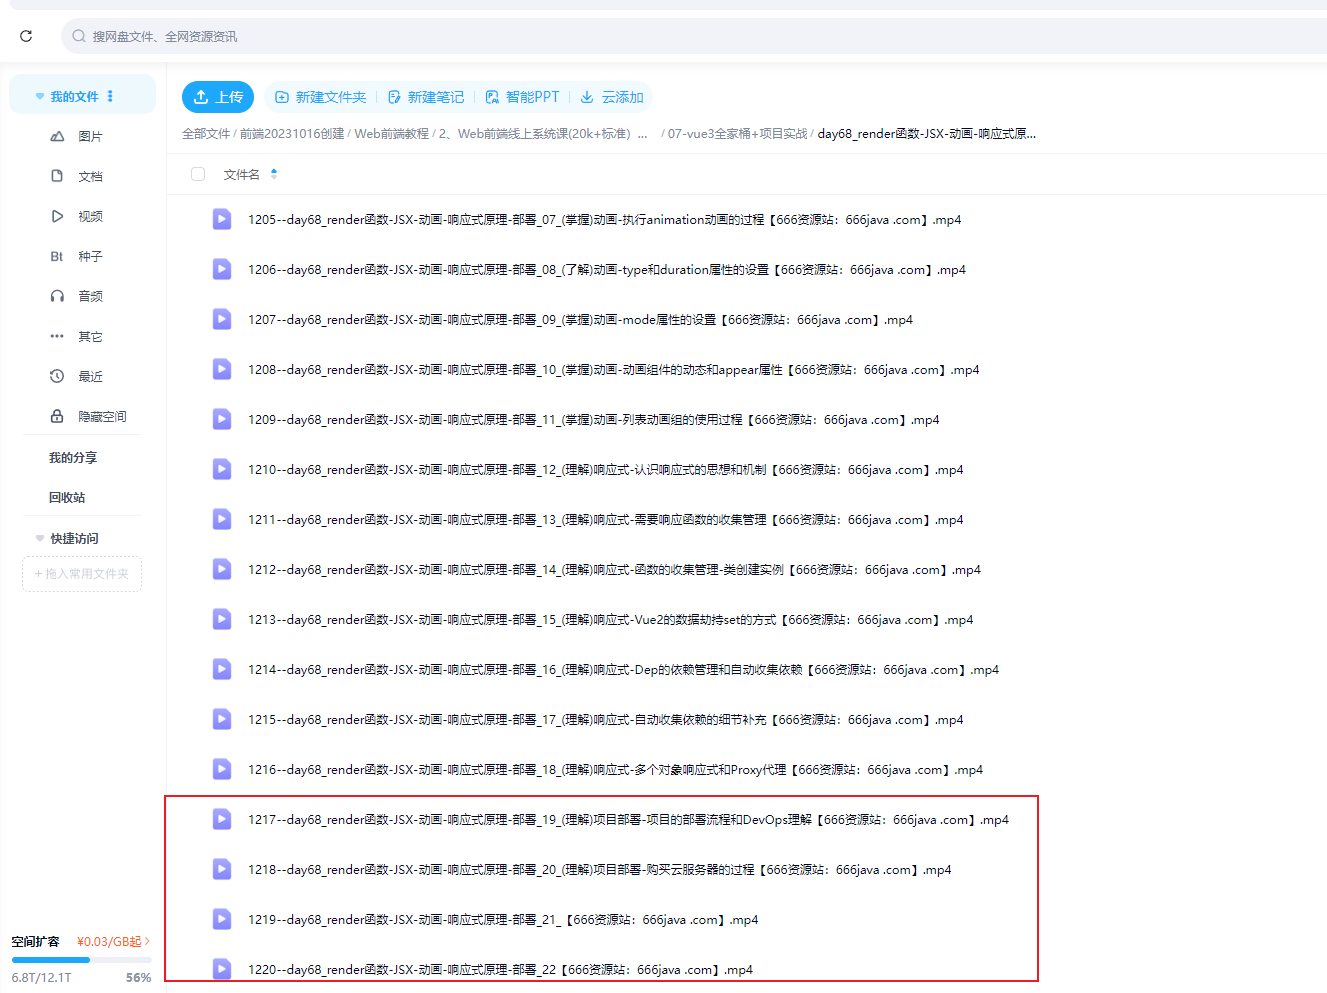 搜网盘文件、全网资源资讯
我的文件
图片
文档
视频
Bt 种子
音频
其它
最近
隐藏空间
我的分享
回收站
快捷访问
+ 拖入常用文件夹
空间扩容 ¥0.03/GB起 >
6.8T/12.1T 56%
上传 新建文件夹 新建笔记 智能PPT 云添加
全部文件 / 前端20231016创建 / Web前端教程 / 2、Web前端线上系统课(20k+标准) ... / 07-vue3全家桶+项目实战 / day68_render函数-JSX-动画-响应式原...
文件名
1205--day68_render函数-JSX-动画-响应式原理-部署_07_(掌握)动画-执行animation动画的过程【666资源站：666java .com】.mp4
1206--day68_render函数-JSX-动画-响应式原理-部署_08_(了解)动画-type和duration属性的设置【666资源站：666java .com】.mp4
1207--day68_render函数-JSX-动画-响应式原理-部署_09_(掌握)动画-mode属性的设置【666资源站：666java .com】.mp4
1208--day68_render函数-JSX-动画-响应式原理-部署_10_(掌握)动画-动画组件的动态和appear属性【666资源站：666java .com】.mp4
1209--day68_render函数-JSX-动画-响应式原理-部署_11_(掌握)动画-列表动画组的使用过程【666资源站：666java .com】.mp4
1210--day68_render函数-JSX-动画-响应式原理-部署_12_(理解)响应式-认识响应式的思想和机制【666资源站：666java .com】.mp4
1211--day68_render函数-JSX-动画-响应式原理-部署_13_(理解)响应式-需要响应函数的收集管理【666资源站：666java .com】.mp4
1212--day68_render函数-JSX-动画-响应式原理-部署_14_(理解)响应式-函数的收集管理-类创建实例【666资源站：666java .com】.mp4
1213--day68_render函数-JSX-动画-响应式原理-部署_15_(理解)响应式-Vue2的数据劫持set的方式【666资源站：666java .com】.mp4
1214--day68_render函数-JSX-动画-响应式原理-部署_16_(理解)响应式-Dep的依赖管理和自动收集依赖【666资源站：666java .com】.mp4
1215--day68_render函数-JSX-动画-响应式原理-部署_17_(理解)响应式-自动收集依赖的细节补充【666资源站：666java .com】.mp4
1216--day68_render函数-JSX-动画-响应式原理-部署_18_(理解)响应式-多个对象响应式和Proxy代理【666资源站：666java .com】.mp4
1217--day68_render函数-JSX-动画-响应式原理-部署_19_(理解)项目部署-项目的部署流程和DevOps理解【666资源站：666java .com】.mp4
1218--day68_render函数-JSX-动画-响应式原理-部署_20_(理解)项目部署-购买云服务器的过程【666资源站：666java .com】.mp4
1219--day68_render函数-JSX-动画-响应式原理-部署_21_【666资源站：666java .com】.mp4
1220--day68_render函数-JSX-动画-响应式原理-部署_22【666资源站：666java .com】.mp4